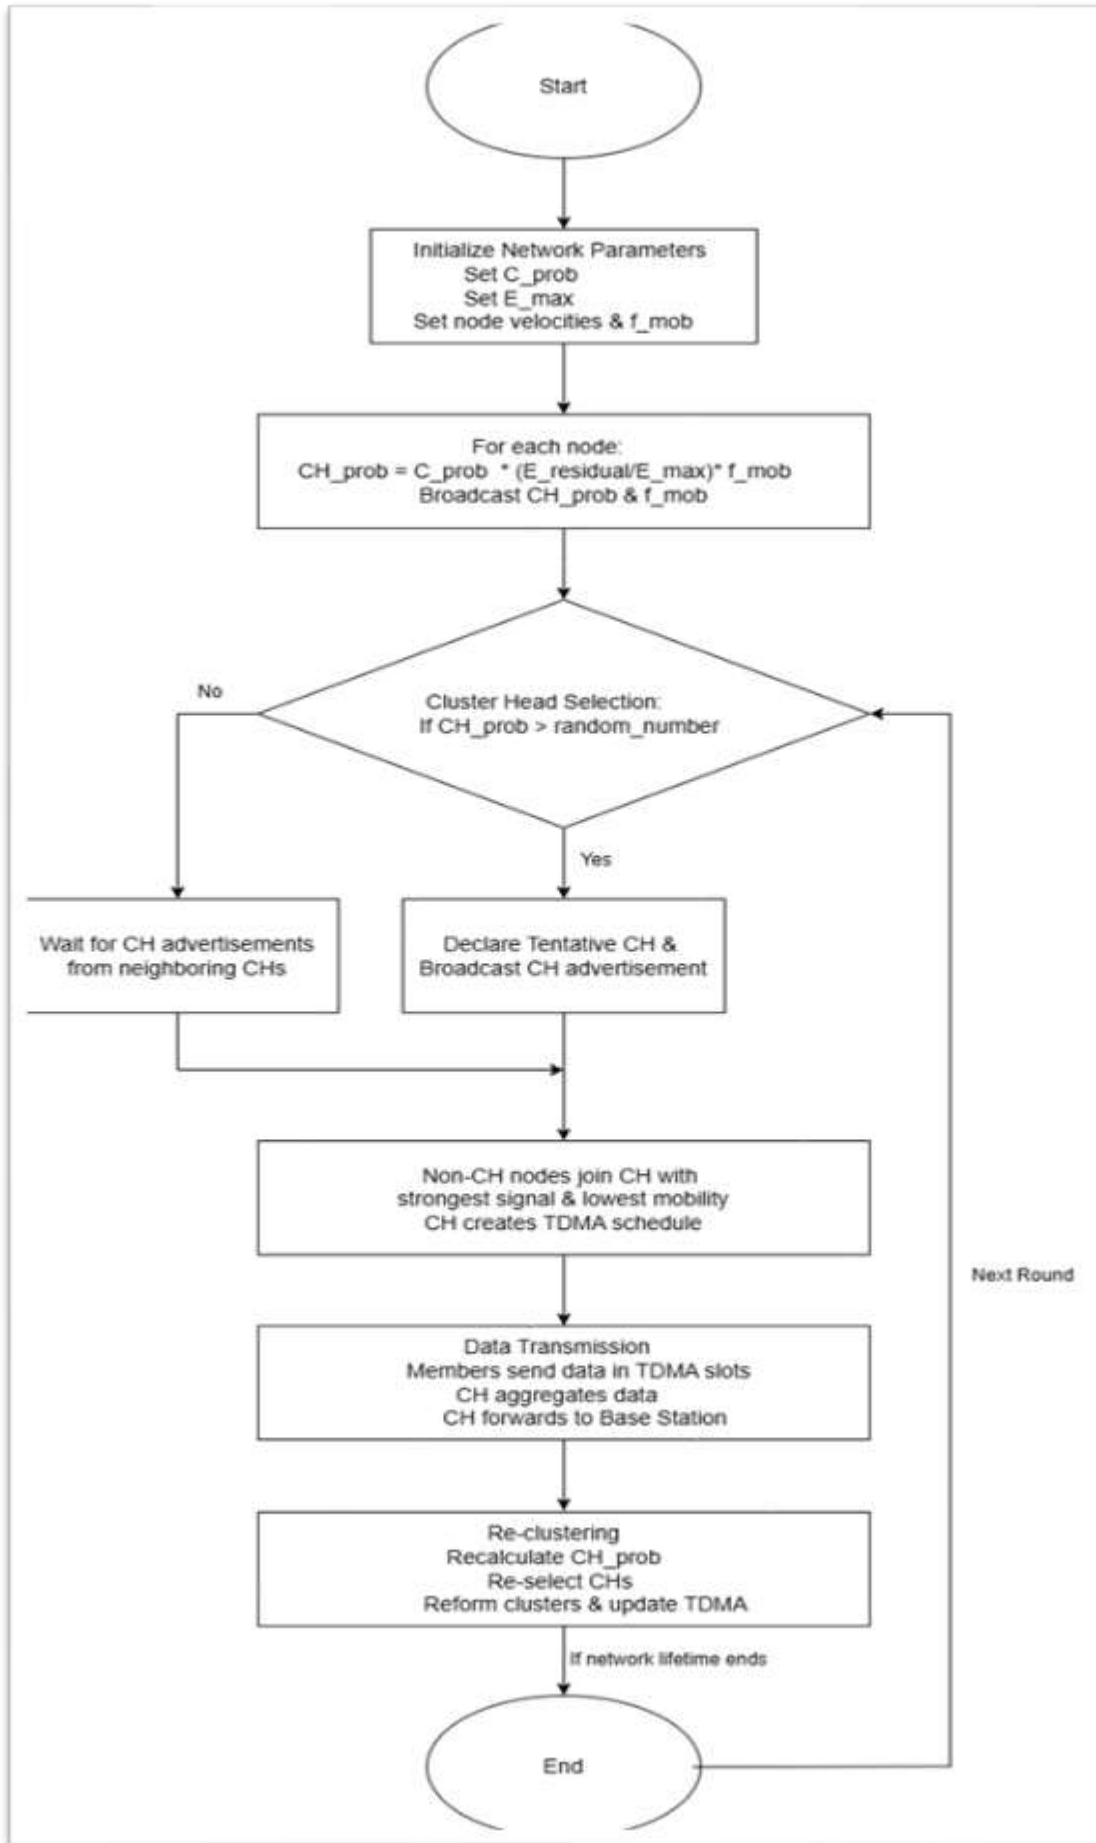 Start
Initialize Network Parameters
Set C_prob
Set E_max
Set node velocities & f_mob
For each node:
CH_prob = C_prob * (E_residual/E_max)* f_mob
Broadcast CH_prob & f_mob
Cluster Head Selection:
If CH_prob > random_number
No
Yes
Wait for CH advertisements
from neighboring CHs
Declare Tentative CH &
Broadcast CH advertisement
Non-CH nodes join CH with
strongest signal & lowest mobility
CH creates TDMA schedule
Next Round
Data Transmission
Members send data in TDMA slots
CH aggregates data
CH forwards to Base Station
Re-clustering
Recalculate CH_prob
Re-select CHs
Reform clusters & update TDMA
If network lifetime ends
End